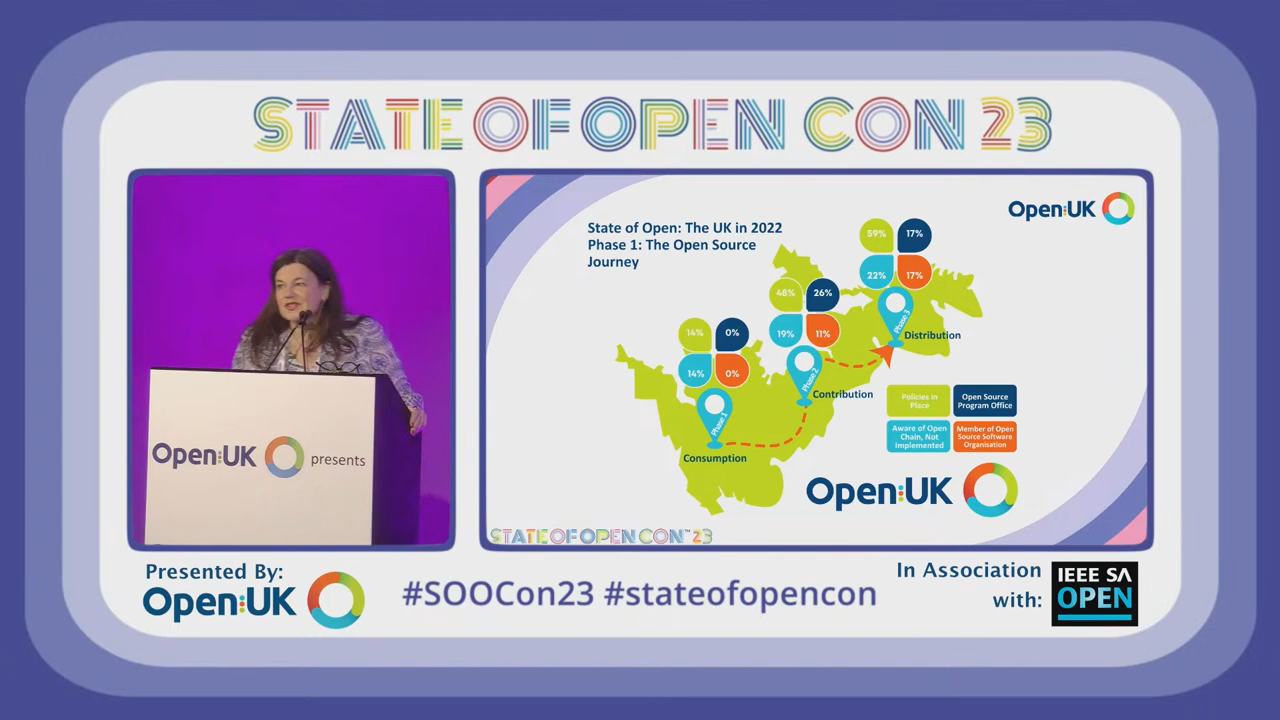 STATE OF OPEN CON 23
Open:UK
presents
State of Open: The UK in 2022
Phase 1: The Open Source
Journey
Open:UK
59%
17%
22%
17%
Phase 3
Distribution
48%
26%
19%
11%
Phase 2
Contribution
14%
0%
14%
0%
Phase 1
Consumption
Policies in
Place
Open Source
Program Office
Aware of Open
Chain, Not
Implemented
Member of Open
Source Software
Organisation
Open:UK
STATE OF OPEN CON™ 23
Presented By:
Open:UK
#SOOCon23 #stateofopencon
In Association
with:
IEEE SA
OPEN